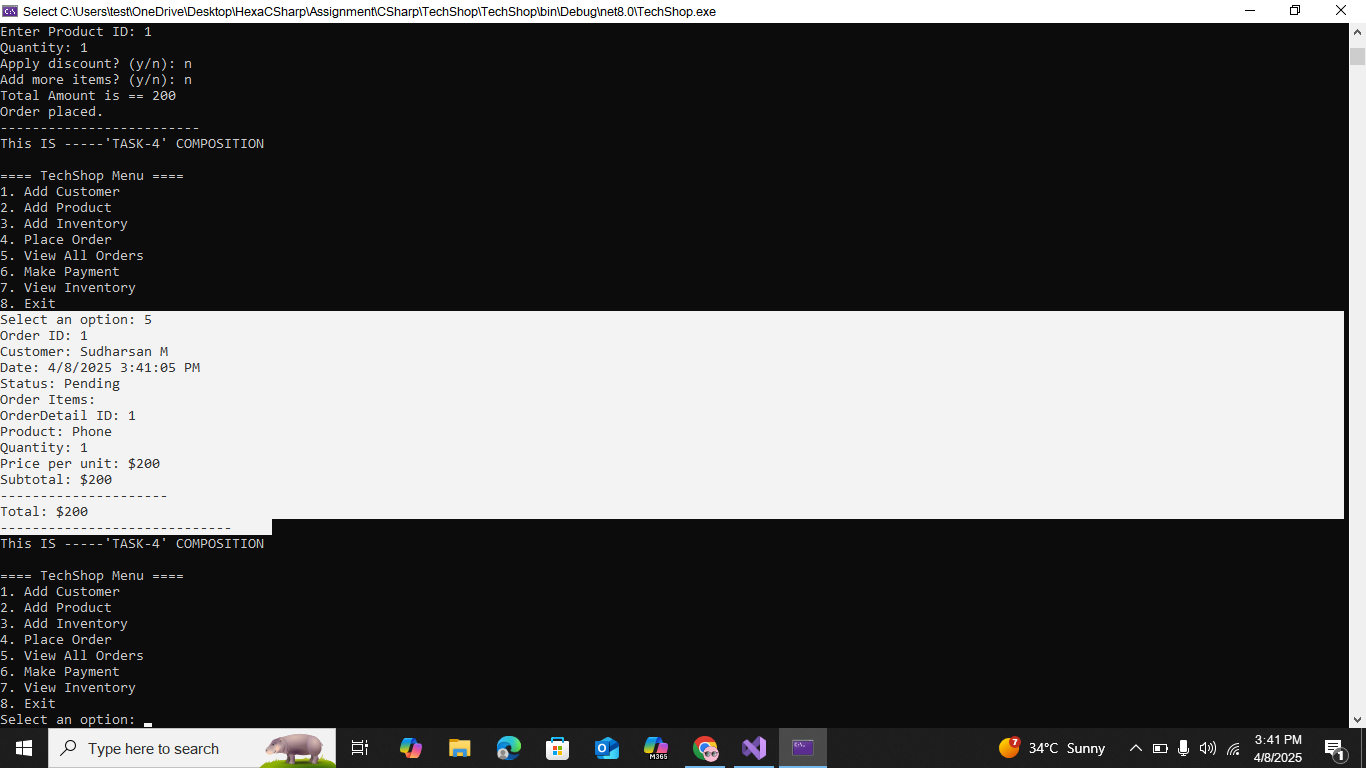 Select C:\Users\test\OneDrive\Desktop\HexaCSharp\Assignment\CSharp\TechShop\TechShop\bin\Debug\net8.0\TechShop.exe
Enter Product ID: 1
Quantity: 1
Apply discount? (y/n): n
Add more items? (y/n): n
Total Amount is == 200
Order placed.
-------------------------
This IS -----'TASK-4' COMPOSITION
==== TechShop Menu ====
1. Add Customer
2. Add Product
3. Add Inventory
4. Place Order
5. View All Orders
6. Make Payment
7. View Inventory
8. Exit
Select an option: 5
Order ID: 1
Customer: Sudharsan M
Date: 4/8/2025 3:41:05 PM
Status: Pending
Order Items:
OrderDetail ID: 1
Product: Phone
Quantity: 1
Price per unit: $200
Subtotal: $200
---------------------
Total: $200
-----------------------------
This IS -----'TASK-4' COMPOSITION
==== TechShop Menu ====
1. Add Customer
2. Add Product
3. Add Inventory
4. Place Order
5. View All Orders
6. Make Payment
7. View Inventory
8. Exit
Select an option:
Type here to search
M365
7
34°C Sunny
3:41 PM
4/8/2025
1